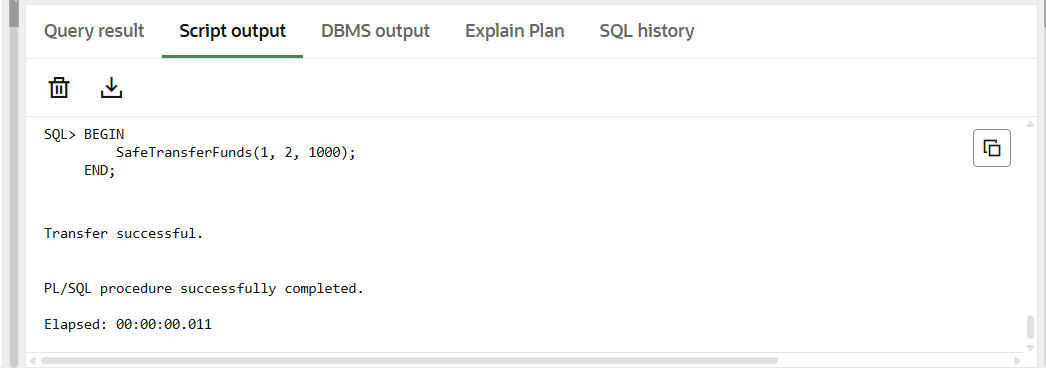 Query result Script output DBMS output Explain Plan SQL history
SQL> BEGIN
SafeTransferFunds(1, 2, 1000);
END;
Transfer successful.
PL/SQL procedure successfully completed.
Elapsed: 00:00:00.011